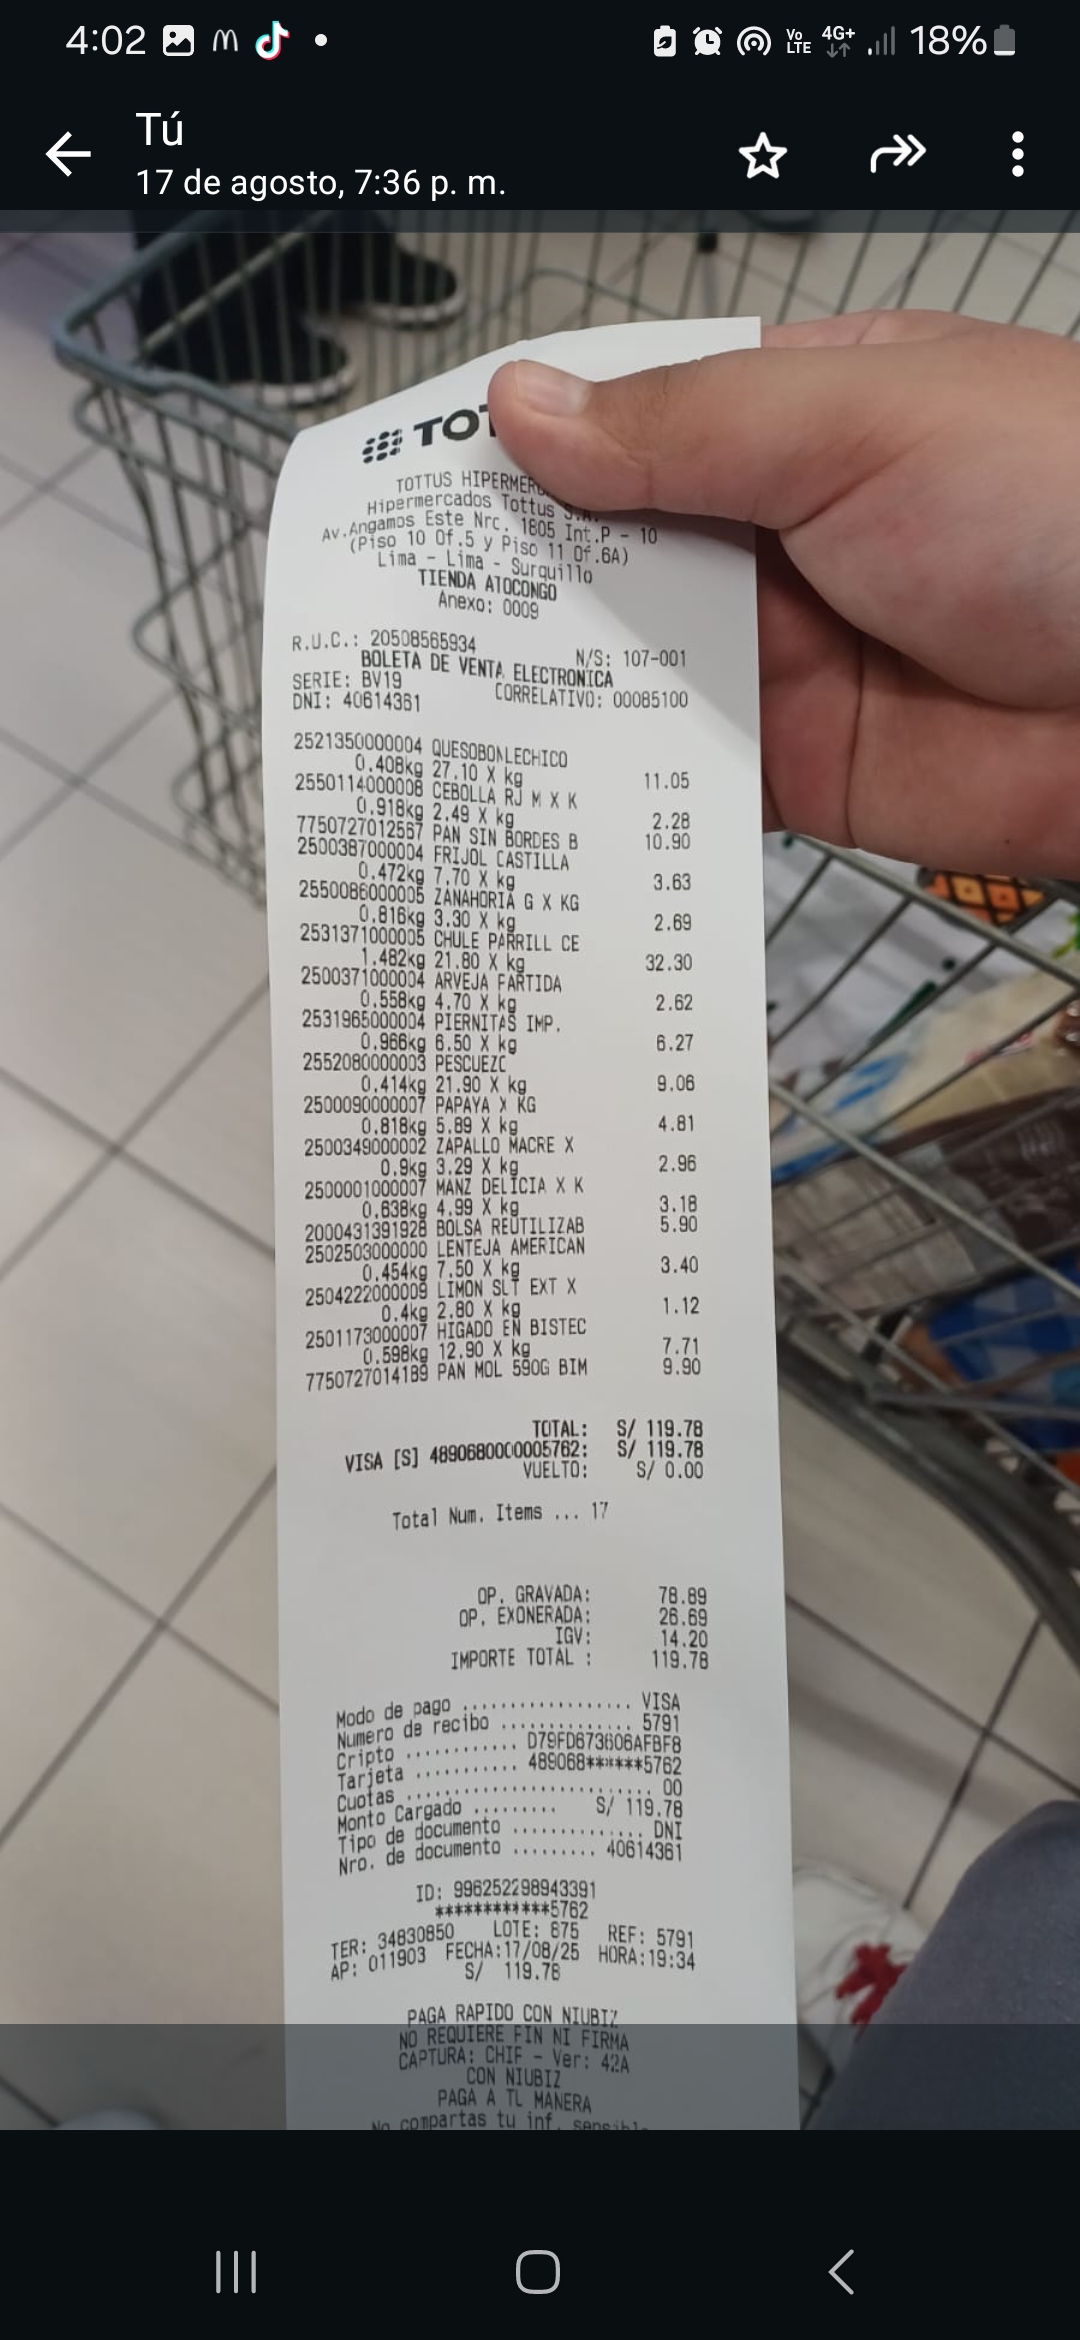 4:02
Vo LTE 4G+ 18%
Tú
17 de agosto, 7:36 p. m.
TOT
TOTTUS
Hipermercados Tottus S.A.
Av.Angamos Este Nrc. 1805 Int.P - 10
(Piso 10 Of.5 y Piso 11 Of.6A)
Lima - Lima - Surquillo
TIENDA ATOCONGO
Anexo: 0009
R.U.C.: 20508565934 N/S: 107-001
BOLETA DE VENTA ELECTRONICA
SERIE: BV19 CORRELATIVO: 00085100
DNI: 40614361
2521350000004 QUESOBONLECHICO
0.408kg 27.10 X kg 11.05
2550114000008 CEBOLLA RJ M X K
0.918kg 2.49 X kg 2.28
7750727012567 PAN SIN BORDES B 10.90
2500387000004 FRIJOL CASTILLA
0.472kg 7.70 X kg 3.63
2550086000005 ZANAHORIA G X KG
0.816kg 3.30 X kg 2.69
2531371000005 CHULE PARRILL CE
1.482kg 21.80 X kg 32.30
2500371000004 ARVEJA PARTIDA
0.558kg 4.70 X kg 2.62
2531965000004 PIERNITAS IMP.
0.966kg 6.50 X kg 6.27
2552080000003 PESCUEZO
0.414kg 21.90 X kg 9.06
2500090000007 PAPAYA X KG
0.818kg 5.89 X kg 4.81
2500349000002 ZAPALLO MACRE X
0.9kg 3.29 X kg 2.96
2500001000007 MANZ DELICIA X K
0.638kg 4.99 X kg 3.18
2000431391928 BOLSA REUTILIZAB 5.90
2502503000000 LENTEJA AMERICAN
0.454kg 7.50 X kg 3.40
2504222000009 LIMON SLT EXT X
0.4kg 2.80 X kg 1.12
2501173000007 HIGADO EN BISTEC
0.598kg 12.90 X kg 7.71
7750727014189 PAN MOL 590G BIM 9.90
TOTAL: S/ 119.78
VISA [S] 4890680000005762: S/ 119.78
VUELTO: S/ 0.00
Total Num. Items ... 17
OP. GRAVADA: 78.89
OP. EXONERADA: 26.69
IGV: 14.20
IMPORTE TOTAL : 119.78
Modo de pago .................. VISA
Numero de recibo .............. 5791
Cripto ............ D79FD673606AFBF8
Tarjeta ........... 489068******5762
Cuotas .......................... 00
Monto Cargado ......... S/ 119.78
Tipo de documento .............. DNI
Nro. de documento ......... 40614361
ID: 996252298943391
************5762
TER: 34830850 LOTE: 875 REF: 5791
AP: 011903 FECHA:17/08/25 HORA:19:34
S/ 119.78
PAGA RAPIDO CON NIUBIZ
NO REQUIERE PIN NI FIRMA
CAPTURA: CHIP - Ver: 42A
CON NIUBIZ
PAGA A TU MANERA
No compartas tu inf.